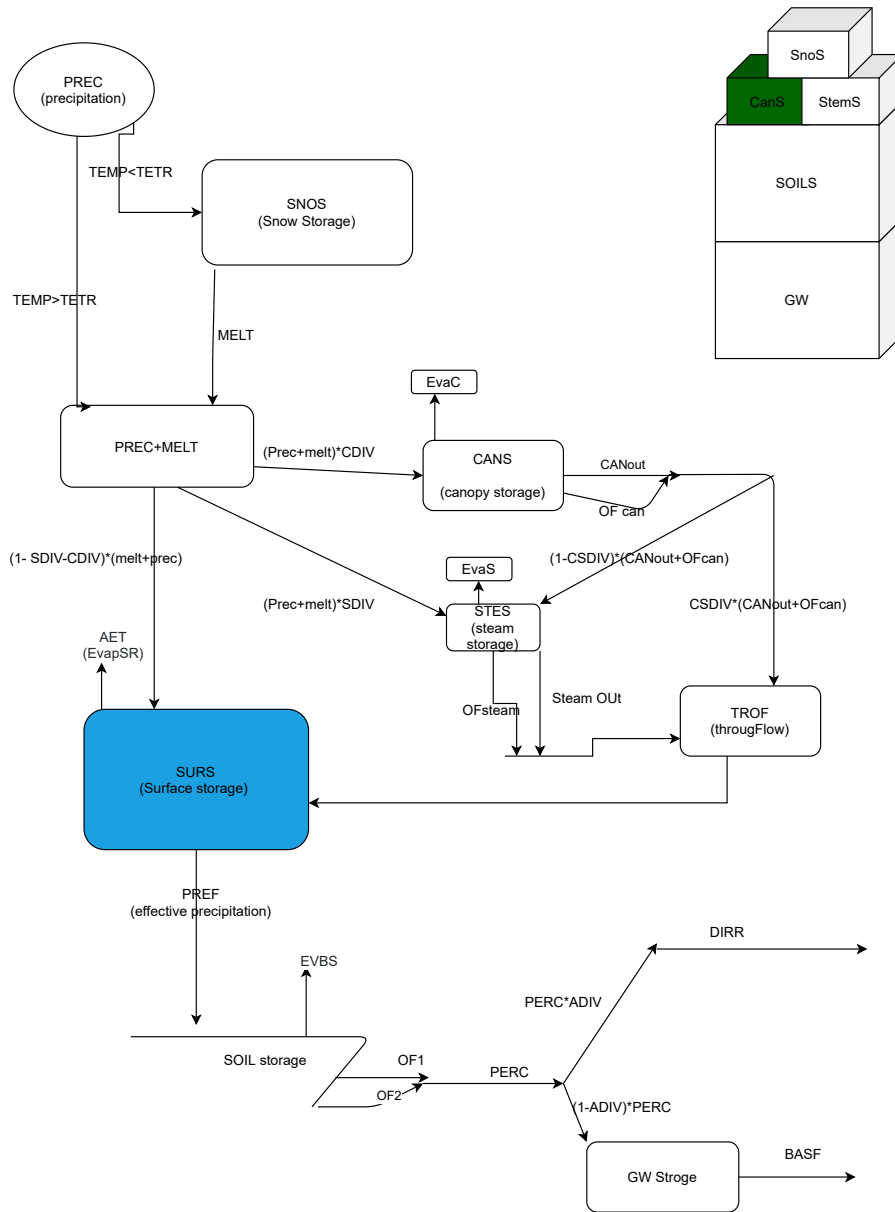 SnoS
PREC
(precipitation)
CanS
StemS
TEMP<TETR
SOILS
SNOS
(Snow Storage)
TEMP>TETR
GW
MELT
EvaC
PREC+MELT
(Prec+melt)*CDIV
CANS
(canopy storage)
CANout
OF can
(1- SDIV-CDIV)*(melt+prec)
(1-CSDIV)*(CANout+OFcan)
EvaS
(Prec+melt)*SDIV
CSDIV*(CANout+OFcan)
STES
(steam
storage)
AET
(EvapSR)
OFsteam
Steam OUt
TROF
(througFlow)
SURS
(Surface storage)
PREF
(effective precipitation)
DIRR
EVBS
PERC*ADIV
SOIL storage
OF1
PERC
OF2
(1-ADIV)*PERC
GW Stroge
BASF